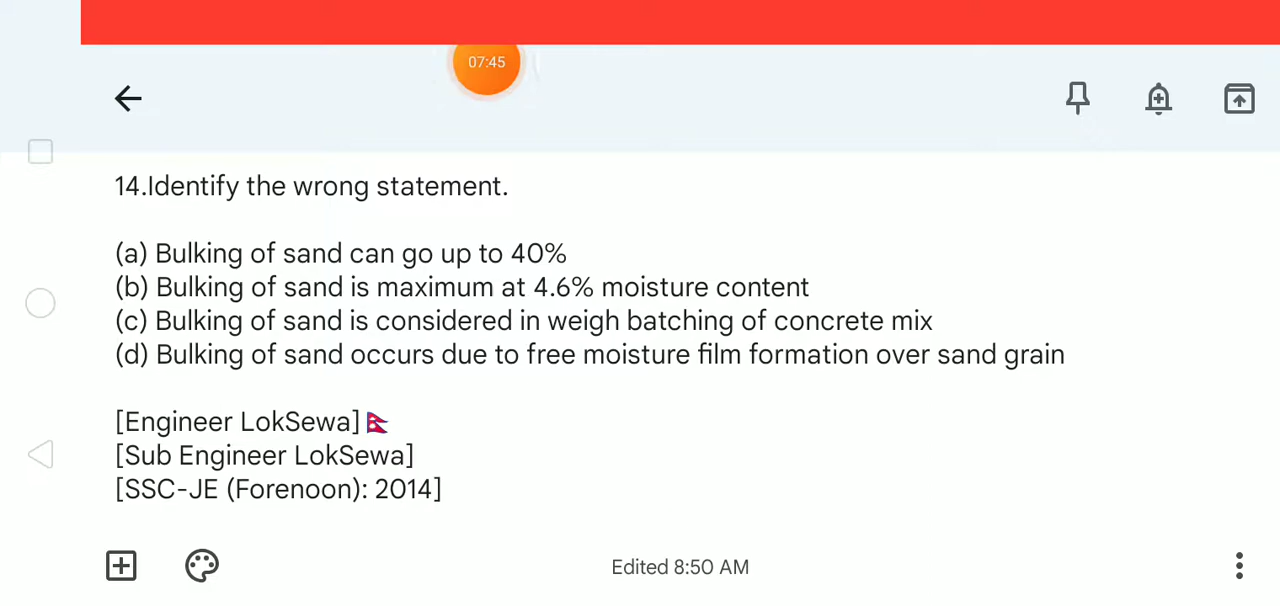 07:45
14.Identify the wrong statement.
(a) Bulking of sand can go up to 40%
(b) Bulking of sand is maximum at 4.6% moisture content
(c) Bulking of sand is considered in weigh batching of concrete mix
(d) Bulking of sand occurs due to free moisture film formation over sand grain
[Engineer LokSewa]🇳🇵
[Sub Engineer LokSewa]
[SSC-JE (Forenoon): 2014]
Edited 8:50 AM